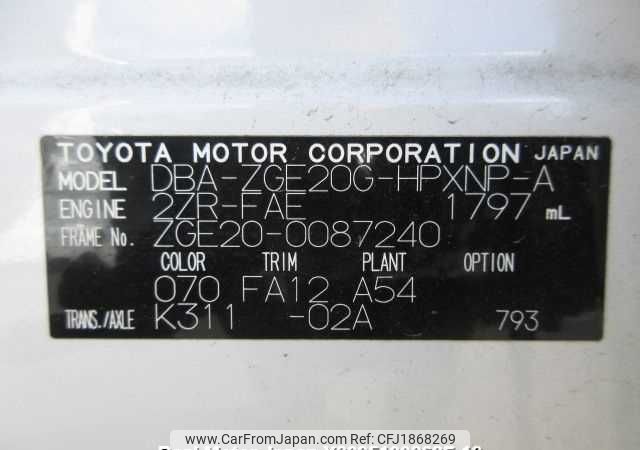 TOYOTA MOTOR CORPORATION JAPAN
MODEL DBA-ZGE20G-HPXNP-A
ENGINE 2ZR-FAE 1797 mL
FRAME No. ZGE20-0087240
COLOR TRIM PLANT OPTION
070 FA12 A54
TRANS./AXLE K311 -02A 793
www.CarFromJapan.com ID: CFJ1868269